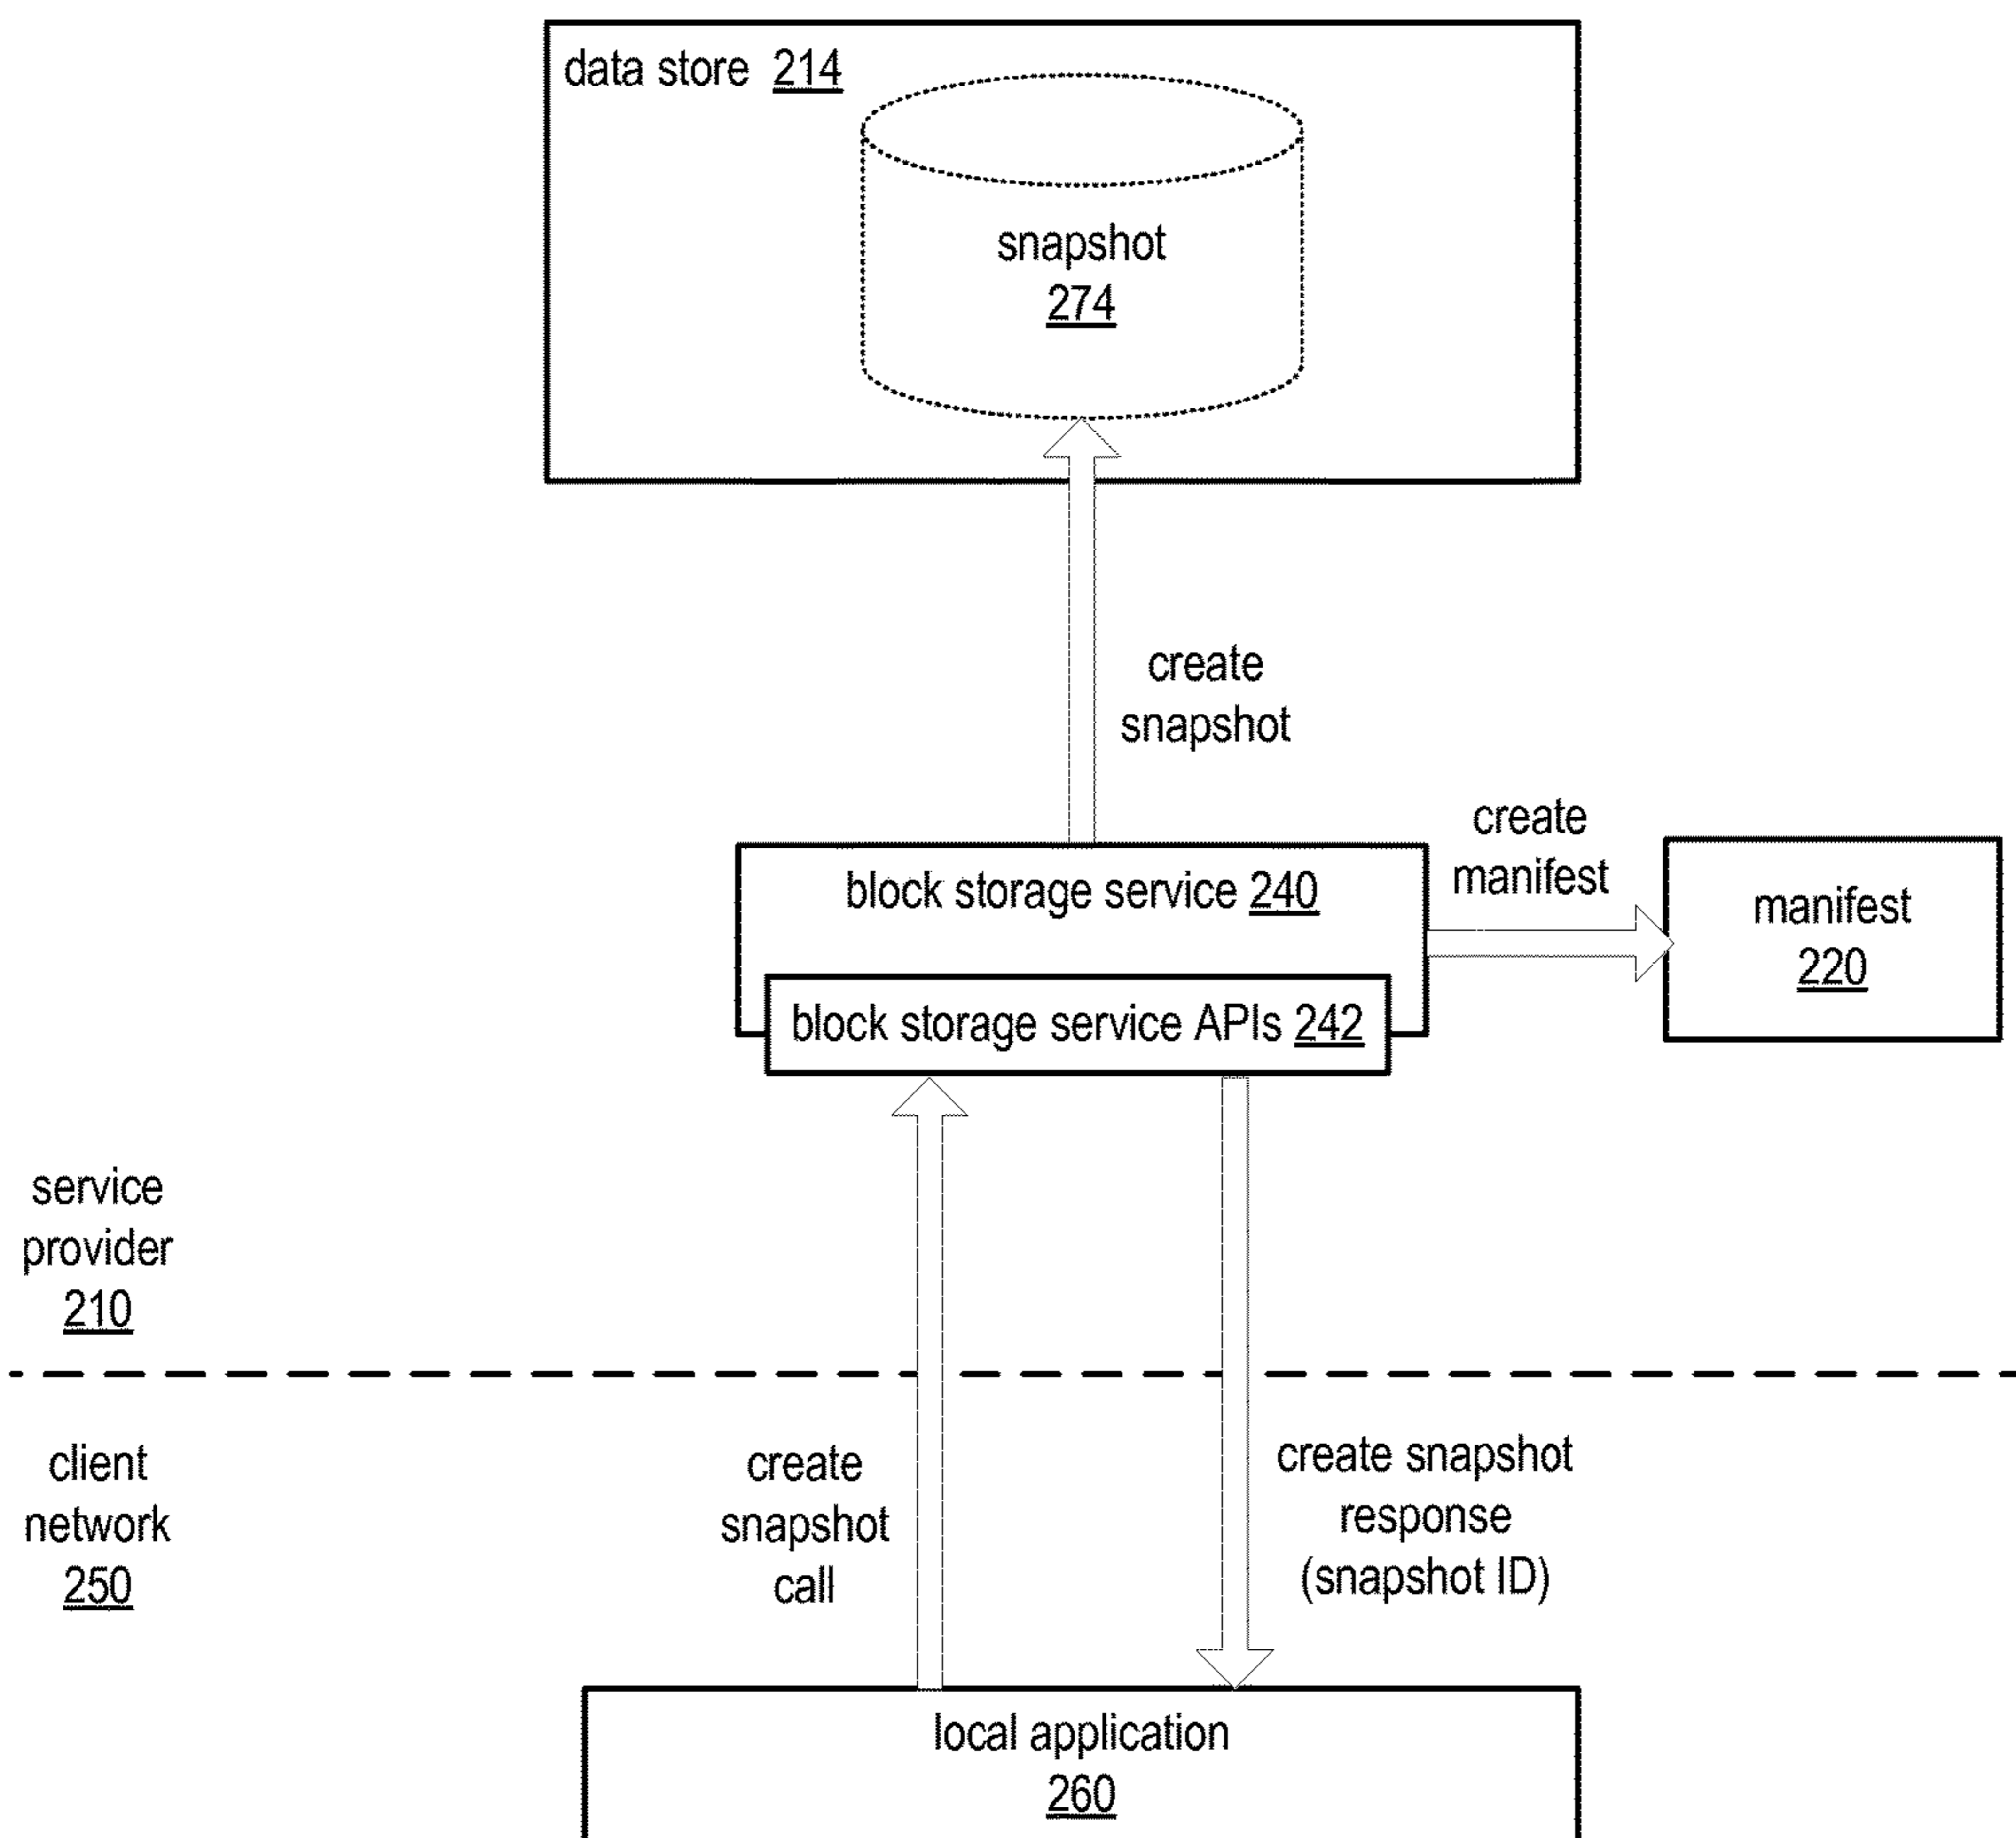 data store 214
snapshot
274
create
snapshot
create
manifest
block storage service 240
manifest
220
block storage service APIs 242
service
provider
210
client
network
250
create
snapshot
call
create snapshot
response
(snapshot ID)
local application
260